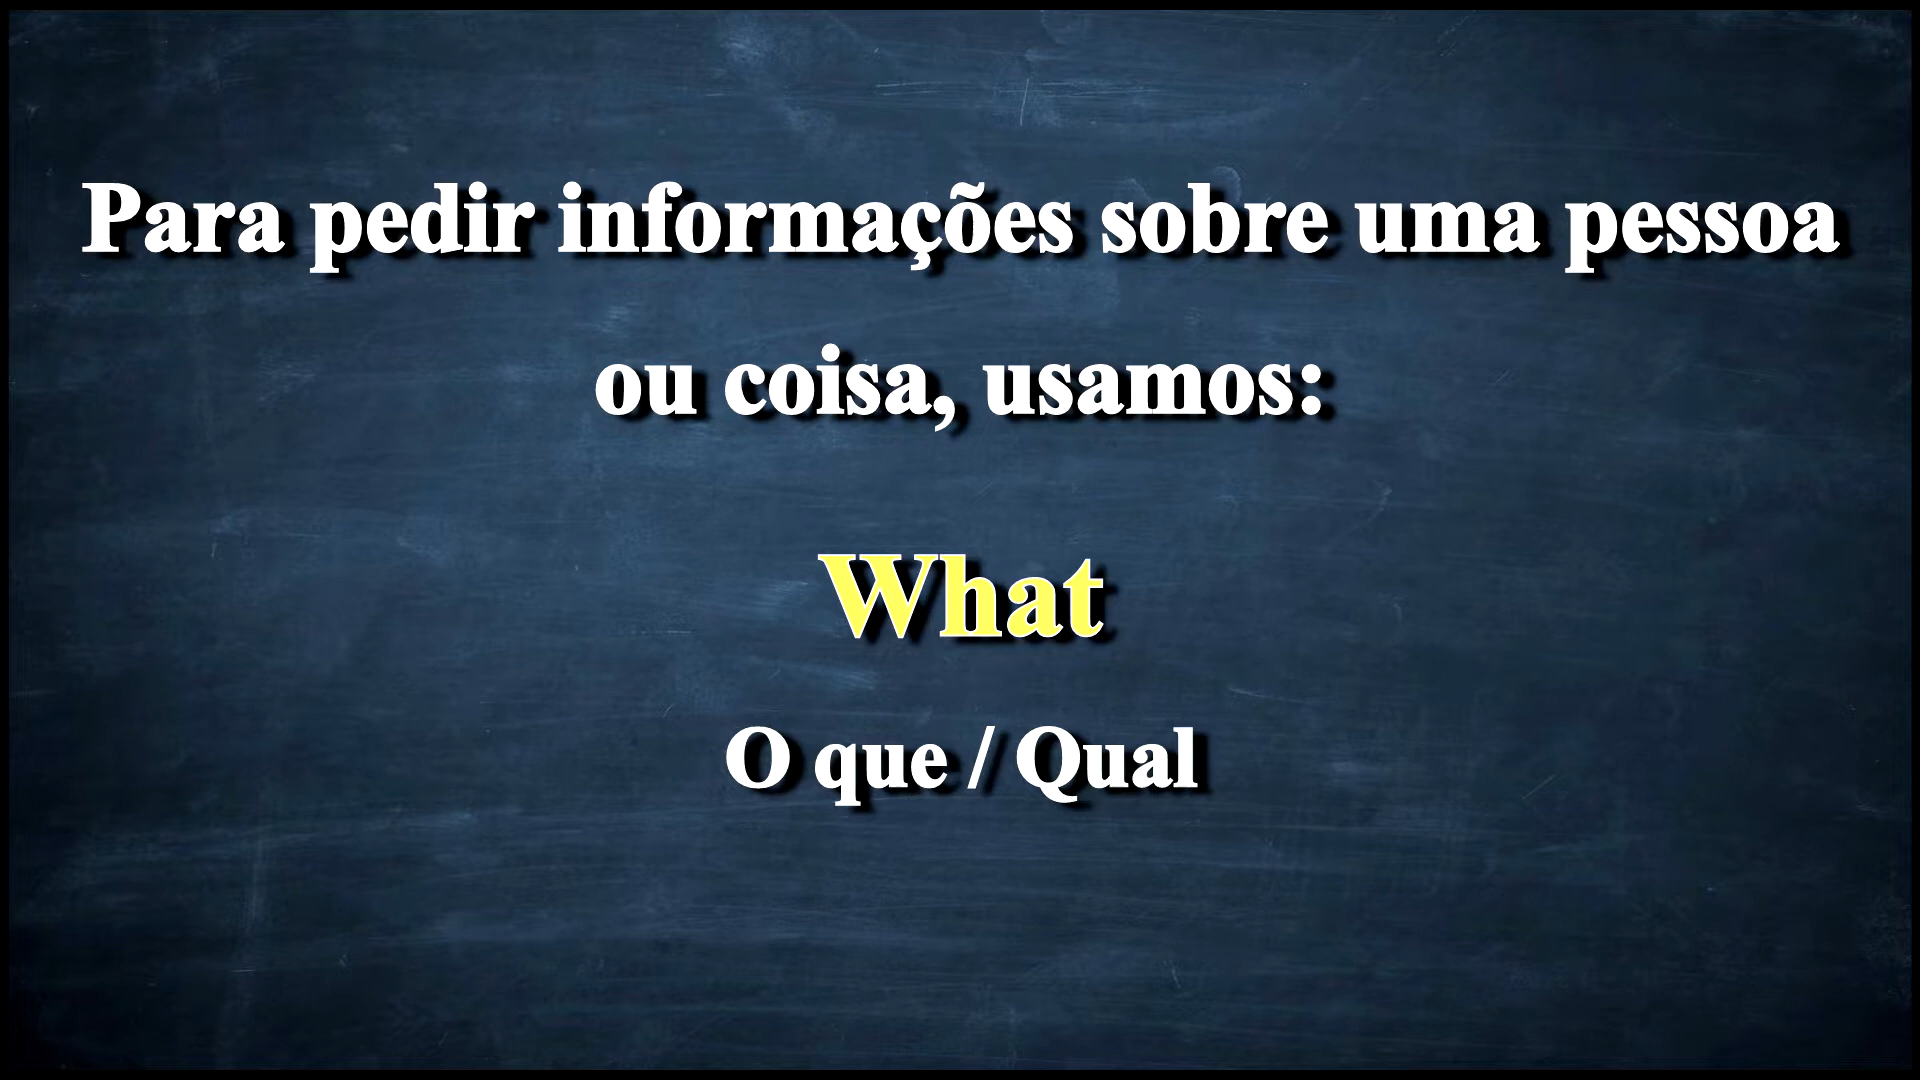 Para pedir informações sobre uma pessoa
ou coisa, usamos:
What
O que / Qual